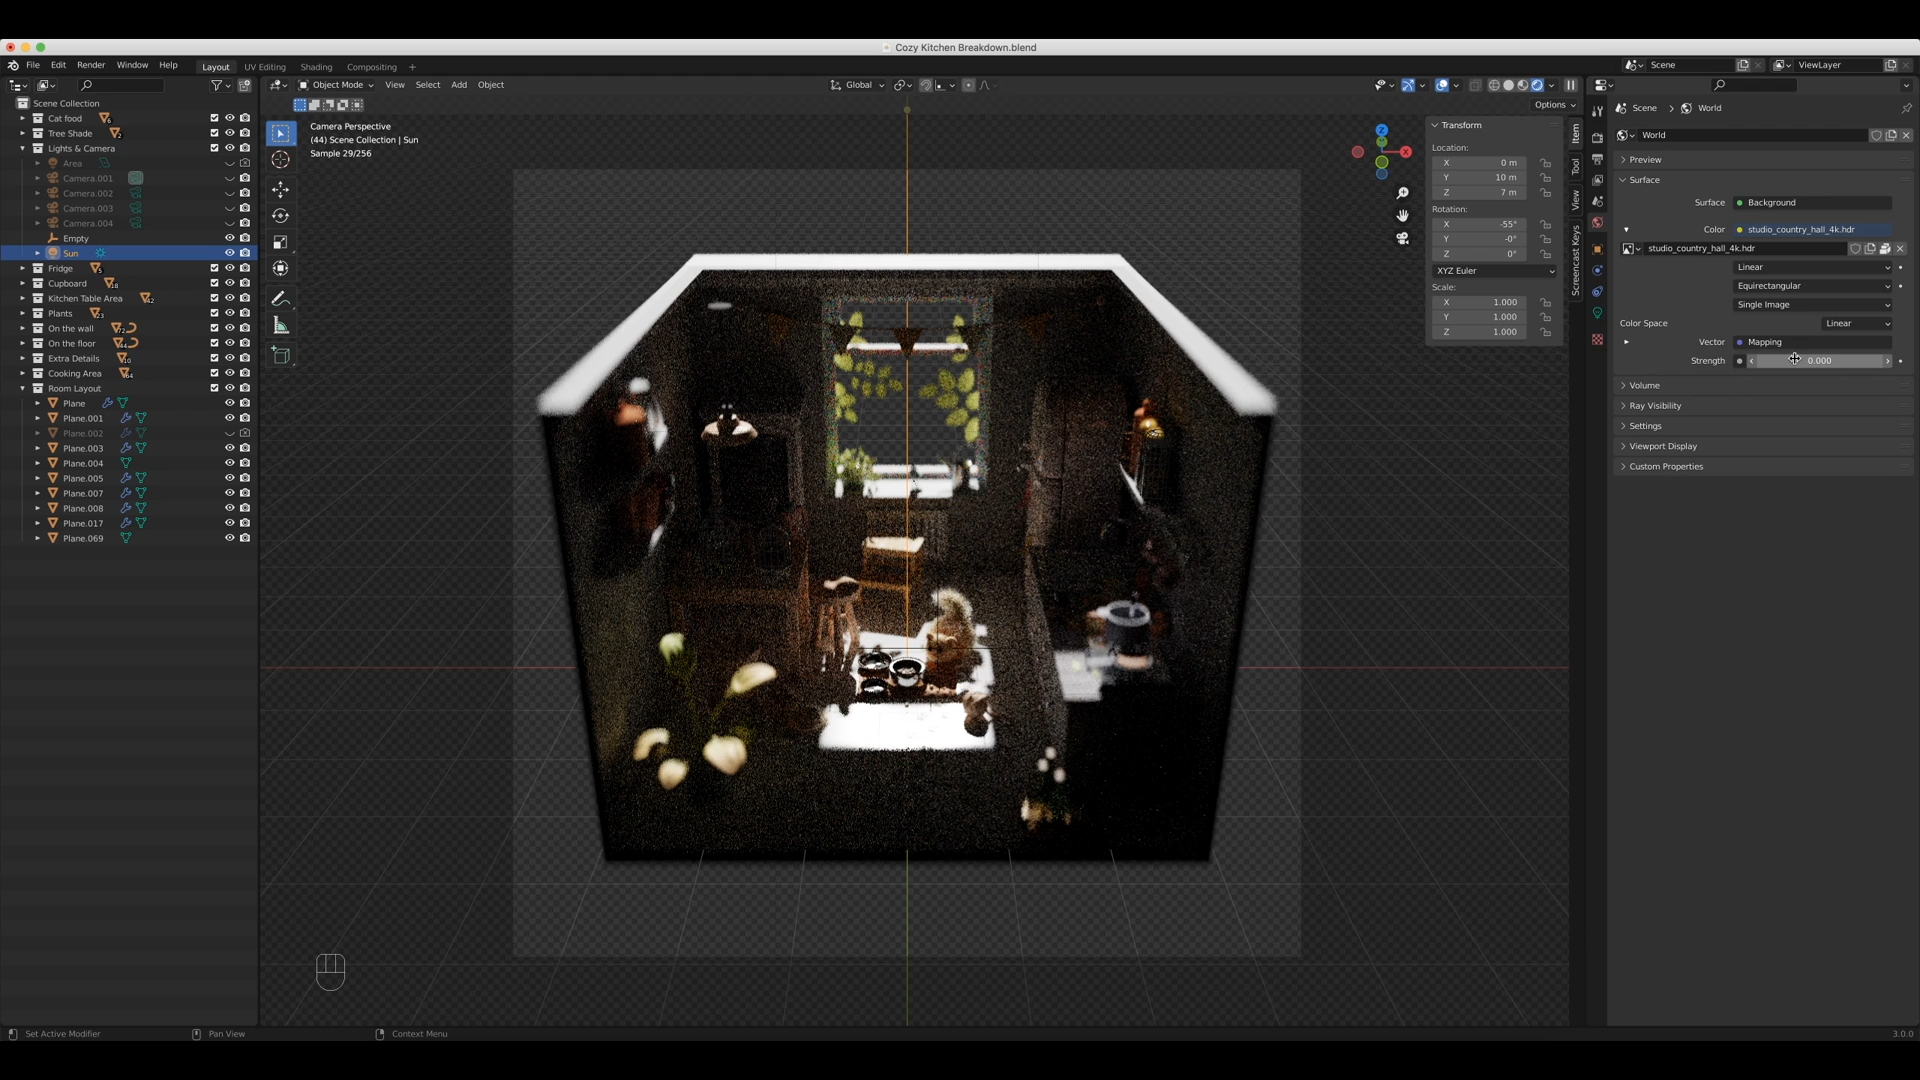 Cozy Kitchen Breakdown.blend
File Edit Render Window Help Layout UV Editing Shading Compositing + Scene ViewLayer
Object Mode View Select Add Object Global
Options
Scene Collection
Cat food
Tree Shade
Lights & Camera
Area
Camera.001
Camera.002
Camera.003
Camera.004
Empty
Sun
Fridge
Cupboard
Kitchen Table Area
Plants
On the wall
On the floor
Extra Details
Cooking Area
Room Layout
Plane
Plane.001
Plane.002
Plane.003
Plane.004
Plane.005
Plane.007
Plane.008
Plane.017
Plane.069
Camera Perspective
(44) Scene Collection | Sun
Sample 29/256
Z
X
Transform
Location:
X 0 m
Y 10 m
Z 7 m
Rotation:
X -55°
Y -0°
Z 0°
XYZ Euler
Scale:
X 1.000
Y 1.000
Z 1.000
Item
Tool
View
Screencast Keys
Scene > World
World
Preview
Surface
Surface Background
Color studio_country_hall_4k.hdr
studio_country_hall_4k.hdr
Linear
Equirectangular
Single Image
Color Space Linear
Vector Mapping
Strength 0.000
Volume
Ray Visibility
Settings
Viewport Display
Custom Properties
Set Active Modifier Pan View Context Menu 3.0.0